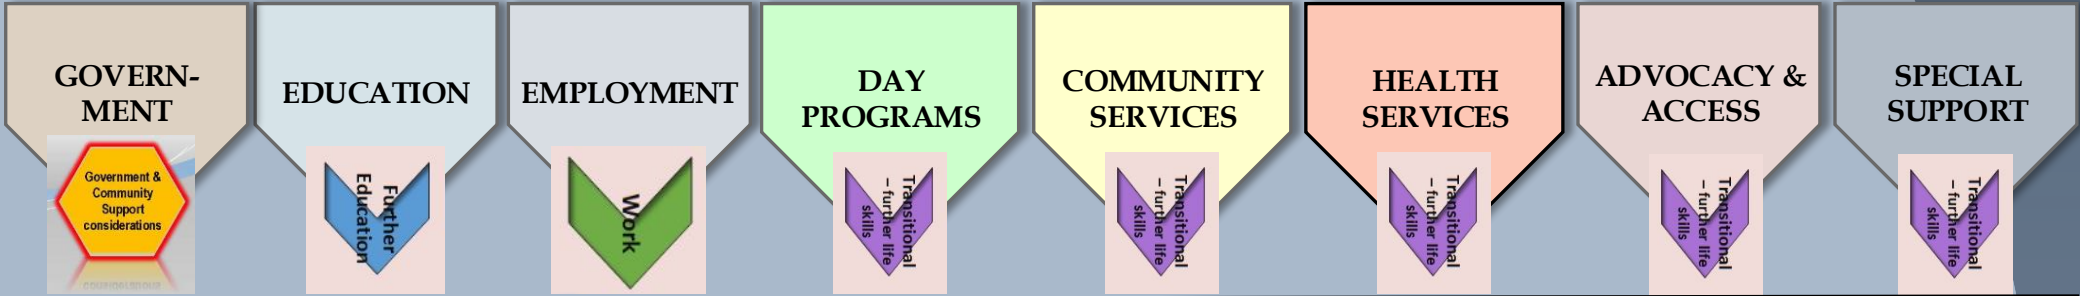 GOVERN-
MENT
EDUCATION
EMPLOYMENT
DAY
PROGRAMS
COMMUNITY
SERVICES
HEALTH
SERVICES
ADVOCACY &
ACCESS
SPECIAL
SUPPORT
Government &
Community
Support
considerations
Further
Education
Work
Transitional
– further life
skills
Transitional
– further life
skills
Transitional
– further life
skills
Transitional
– further life
skills
Transitional
– further life
skills